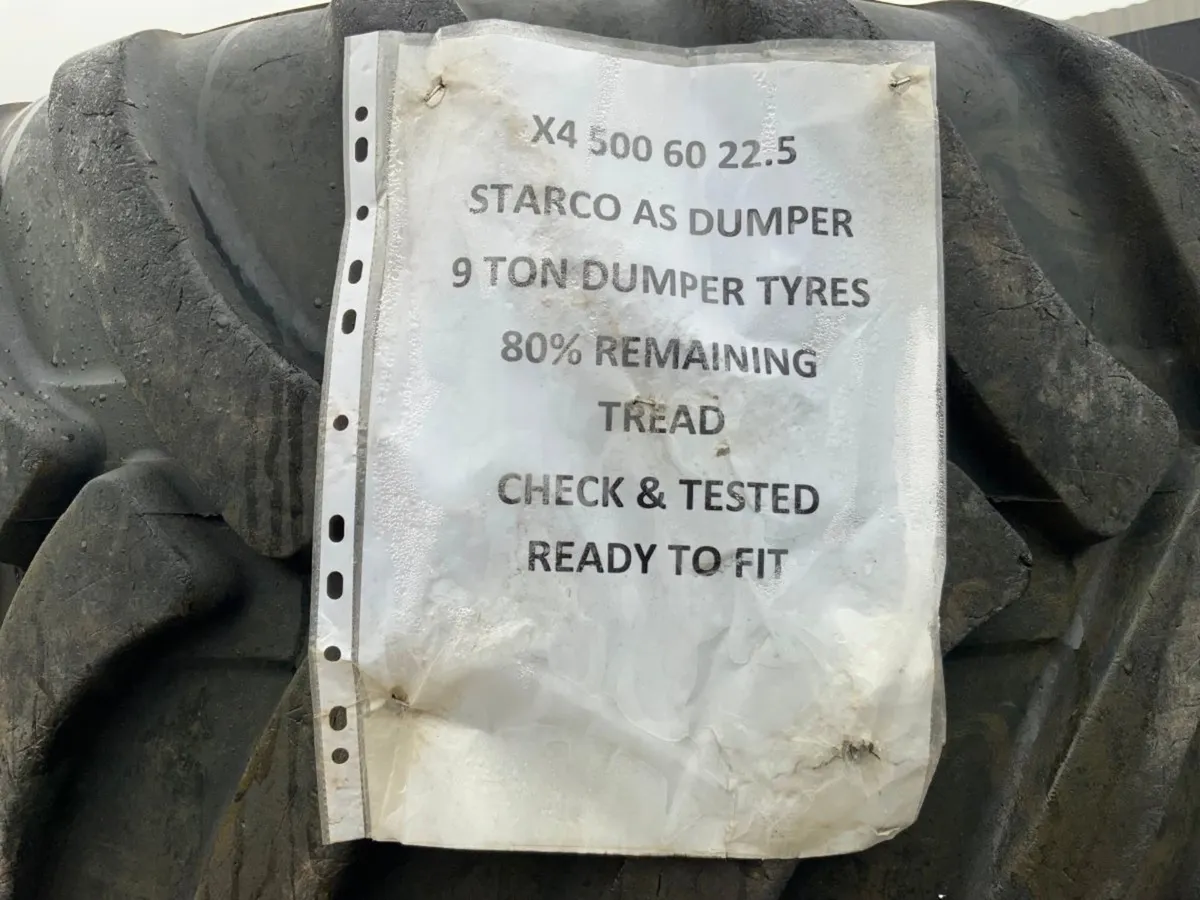 X4 500 60 22.5
STARCO AS DUMPER
9 TON DUMPER TYRES
80% REMAINING
TREAD
CHECK & TESTED
READY TO FIT